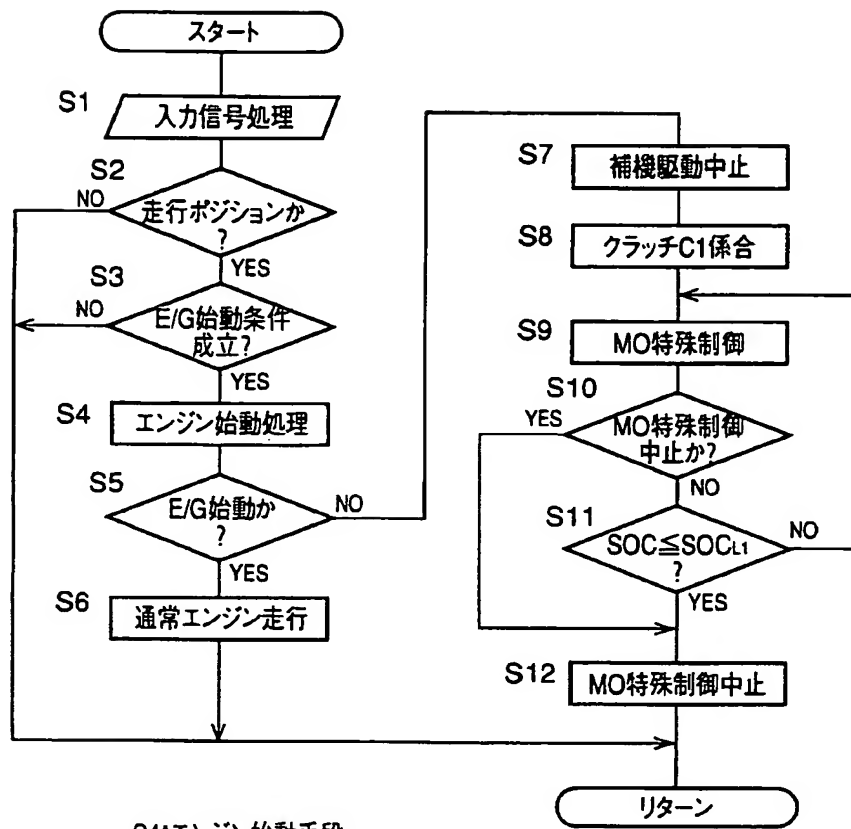 スタート
S1
入力信号処理
S2
NO
走行ポジションか
?
YES
S3
NO
E/G始動条件
成立?
YES
S4
エンジン始動処理
S5
E/G始動か
?
NO
YES
S6
通常エンジン走行
S7
補機駆動中止
S8
クラッチC1係合
S9
MO特殊制御
S10
YES
MO特殊制御
中止か?
NO
S11
SOC≦SOCL1
?
NO
YES
S12
MO特殊制御中止
リターン